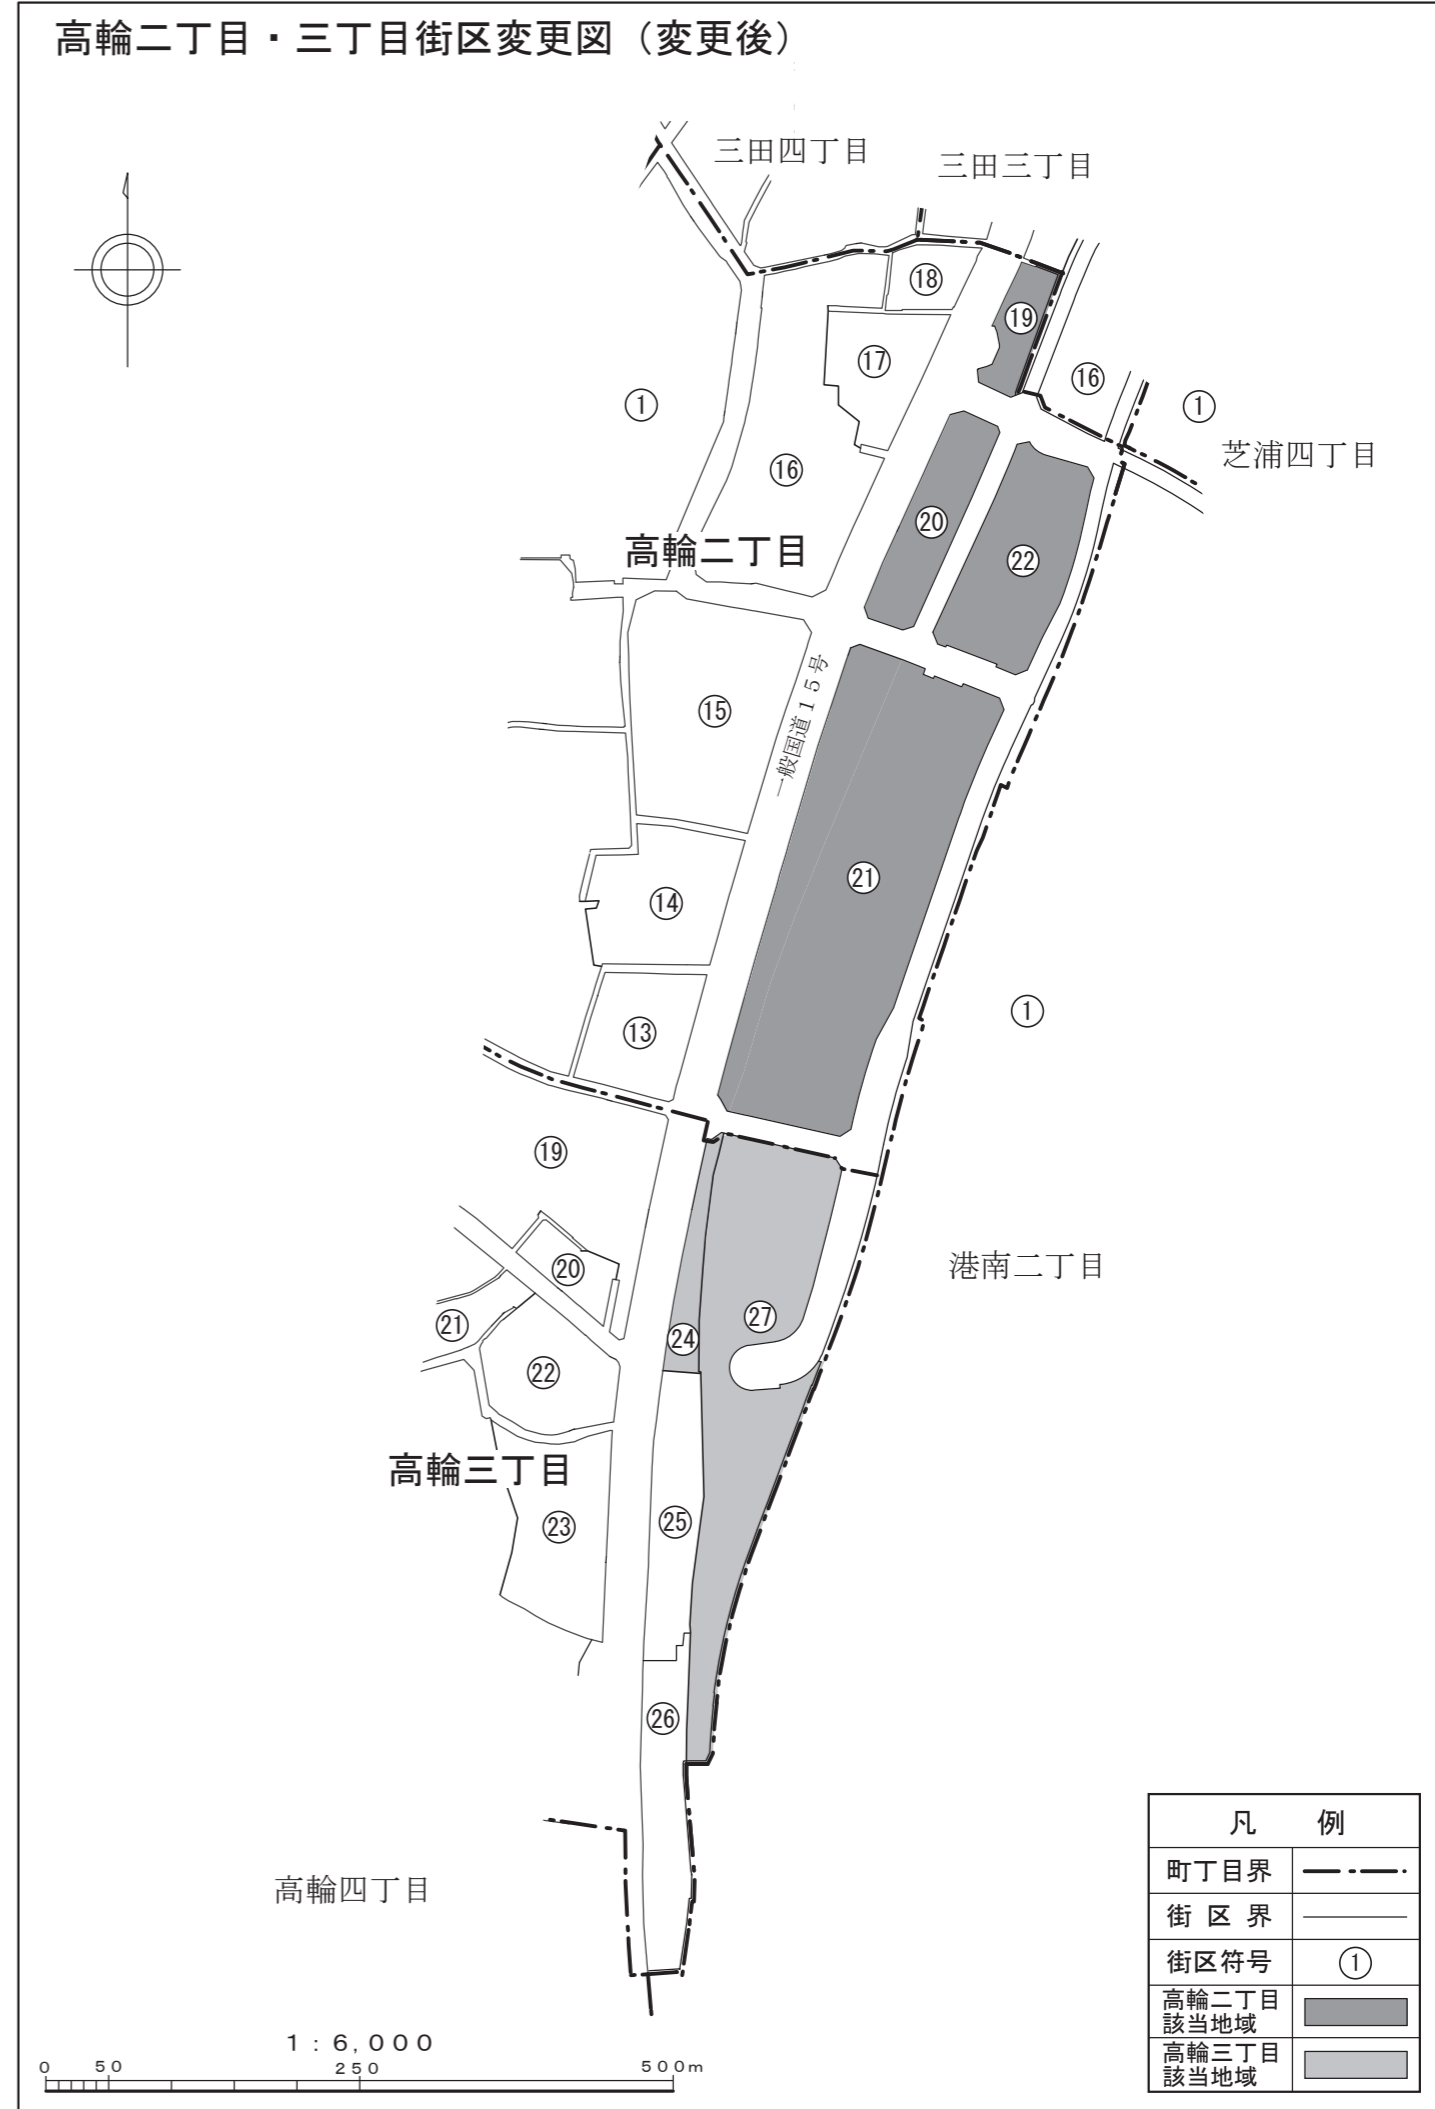 高輪二丁目・三丁目街区変更図（変更後）
三田四丁目
三田三丁目
⑱
⑲
⑰
⑯
①
①
芝浦四丁目
⑯
⑳
㉒
高輪二丁目
一般国道15号
⑮
㉑
⑭
①
⑬
⑲
港南二丁目
⑳
㉑
㉗
㉔
㉒
高輪三丁目
㉓
㉕
㉖
高輪四丁目
凡 例
町丁目界
街区界
街区符号 ①
高輪二丁目
該当地域
高輪三丁目
該当地域
1:6,000
0 50 250 500m